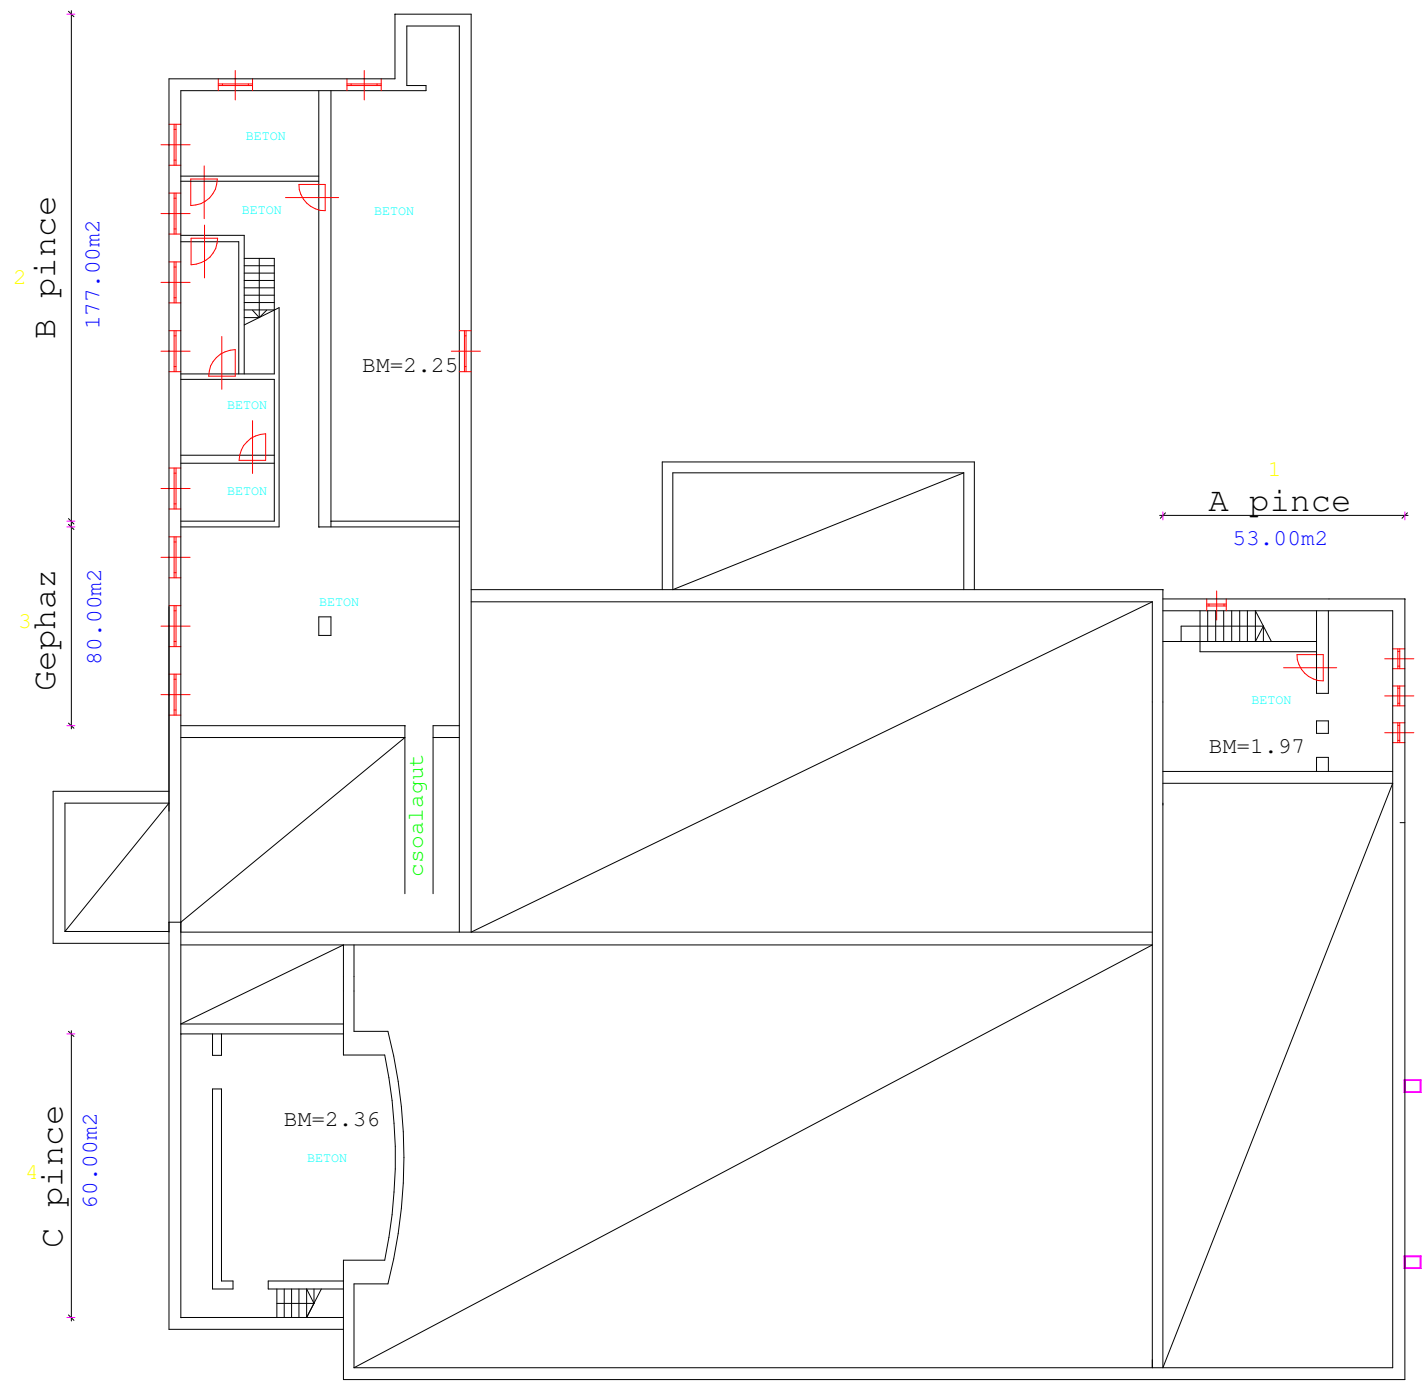 BETON
BETON
BETON
2
B pince
177.00m2
BM=2.25
BETON
BETON
1
A pince
53.00m2
3
Gephaz
80.00m2
BETON
BETON
BM=1.97
csoalagut
4
C pince
60.00m2
BM=2.36
BETON